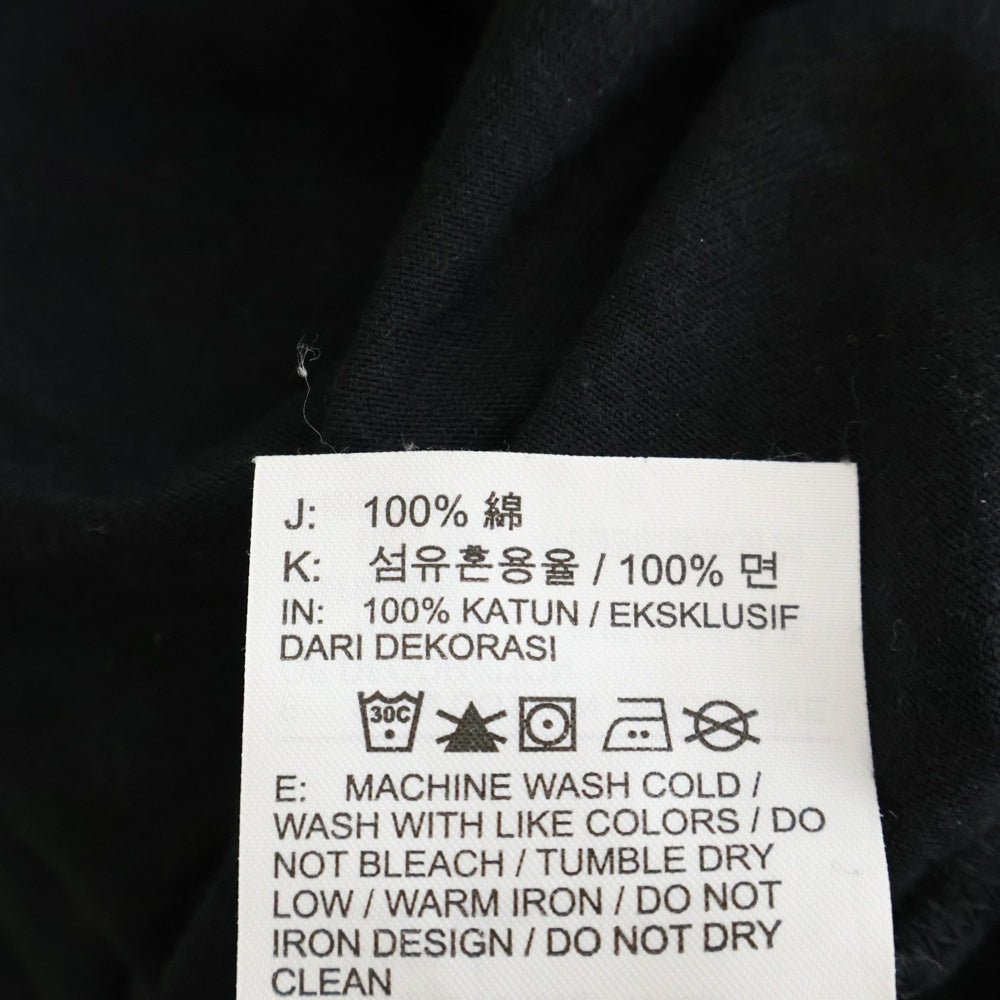 J: 100% 綿
K: 섬유혼용율 / 100% 면
IN: 100% KATUN / EKSKLUSIF
DARI DEKORASI
30C
E: MACHINE WASH COLD /
WASH WITH LIKE COLORS / DO
NOT BLEACH / TUMBLE DRY
LOW / WARM IRON / DO NOT
IRON DESIGN / DO NOT DRY
CLEAN